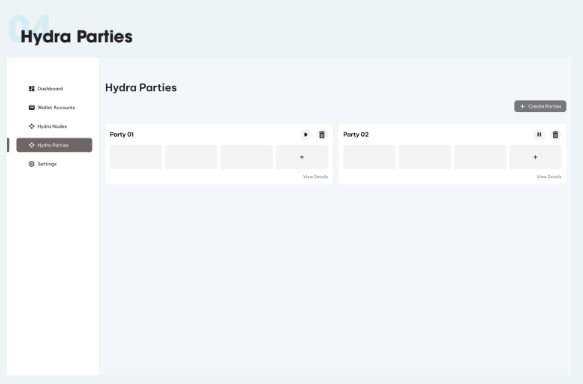 04
Hydra Parties
Dashboard
Wallet Accounts
Hydra Nodes
Hydra Parties
Settings
Hydra Parties
+ Create Parties
Party 01
+
View Details
Party 02
+
View Details